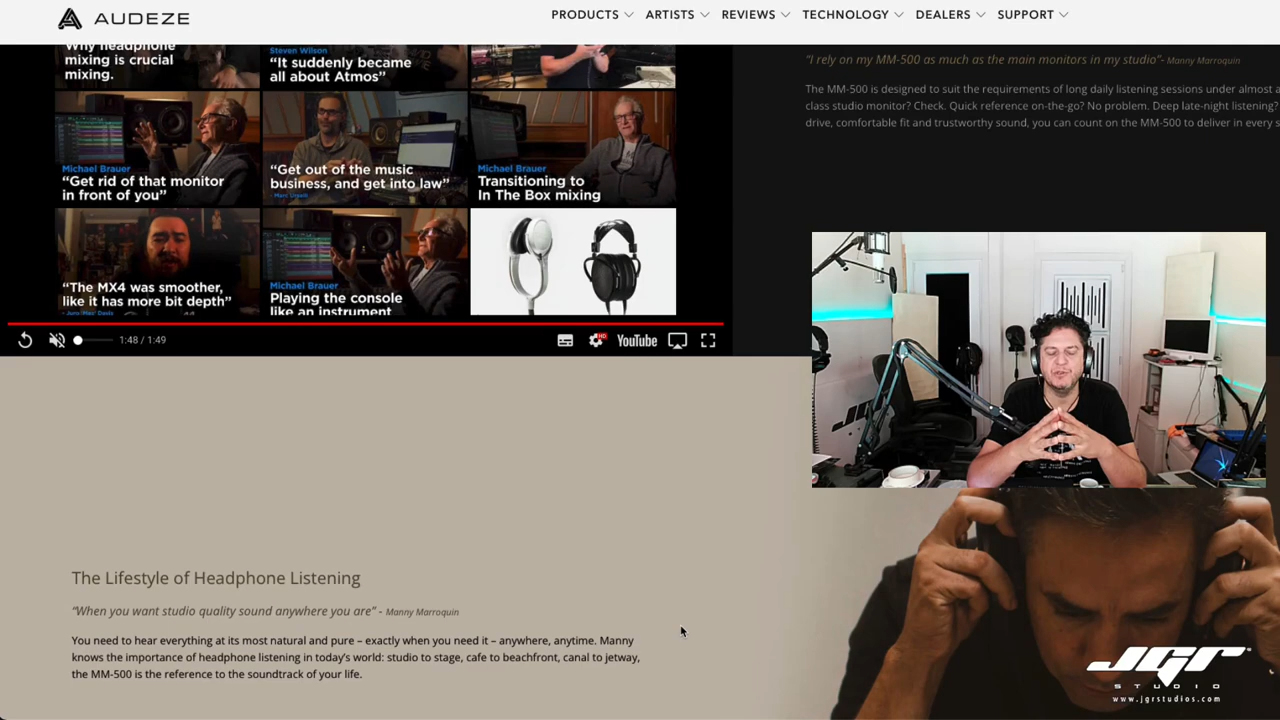 AUDEZE
PRODUCTS
ARTISTS
REVIEWS
TECHNOLOGY
DEALERS
SUPPORT
Why headphone
mixing is crucial
mixing.
Steven Wilson
“It suddenly became
all about Atmos”
Michael Brauer
“Get rid of that monitor
in front of you”
“Get out of the music
business, and get into law”
Michael Brauer
Transitioning to
In The Box mixing
“The MX4 was smoother,
like it has more bit depth”
Michael Brauer
Playing the console
like an instrument
1:48 / 1:49
HD
YouTube
"I rely on my MM-500 as much as the main monitors in my studio"- Manny Marroquin
The MM-500 is designed to suit the requirements of long daily listening sessions under almost a
class studio monitor? Check. Quick reference on-the-go? No problem. Deep late-night listening?
drive, comfortable fit and trustworthy sound, you can count on the MM-500 to deliver in every s
The Lifestyle of Headphone Listening
“When you want studio quality sound anywhere you are” - Manny Marroquin
You need to hear everything at its most natural and pure – exactly when you need it – anywhere, anytime. Manny
knows the importance of headphone listening in today’s world: studio to stage, cafe to beachfront, canal to jetway,
the MM-500 is the reference to the soundtrack of your life.
JGR
STUDIO
www.jgrstudios.com